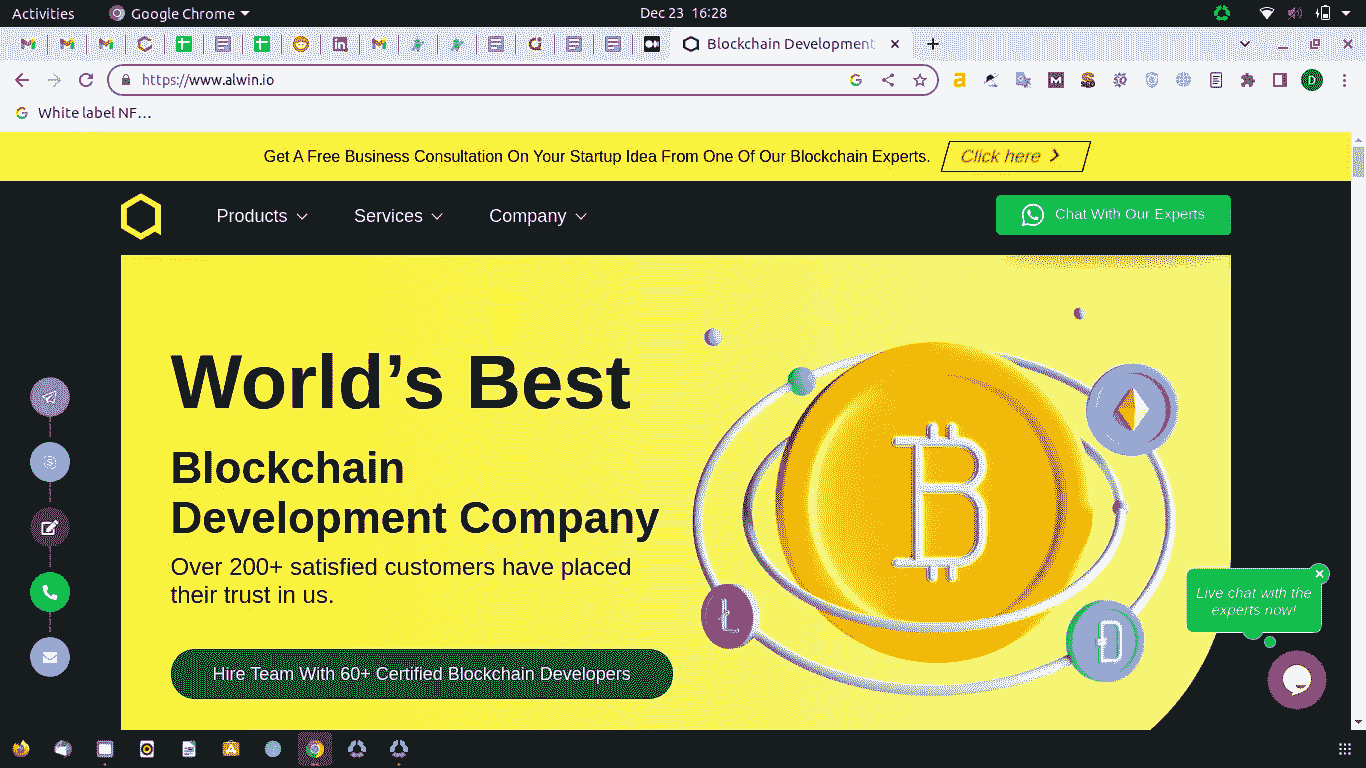 Activities
Google Chrome
Dec 23 16:28
Blockchain Development
https://www.alwin.io
D
White label NF…
Get A Free Business Consultation On Your Startup Idea From One Of Our Blockchain Experts.
Click here
Products
Services
Company
Chat With Our Experts
World’s Best
Blockchain
Development Company
Over 200+ satisfied customers have placed
their trust in us.
Hire Team With 60+ Certified Blockchain Developers
Live chat with the
experts now!